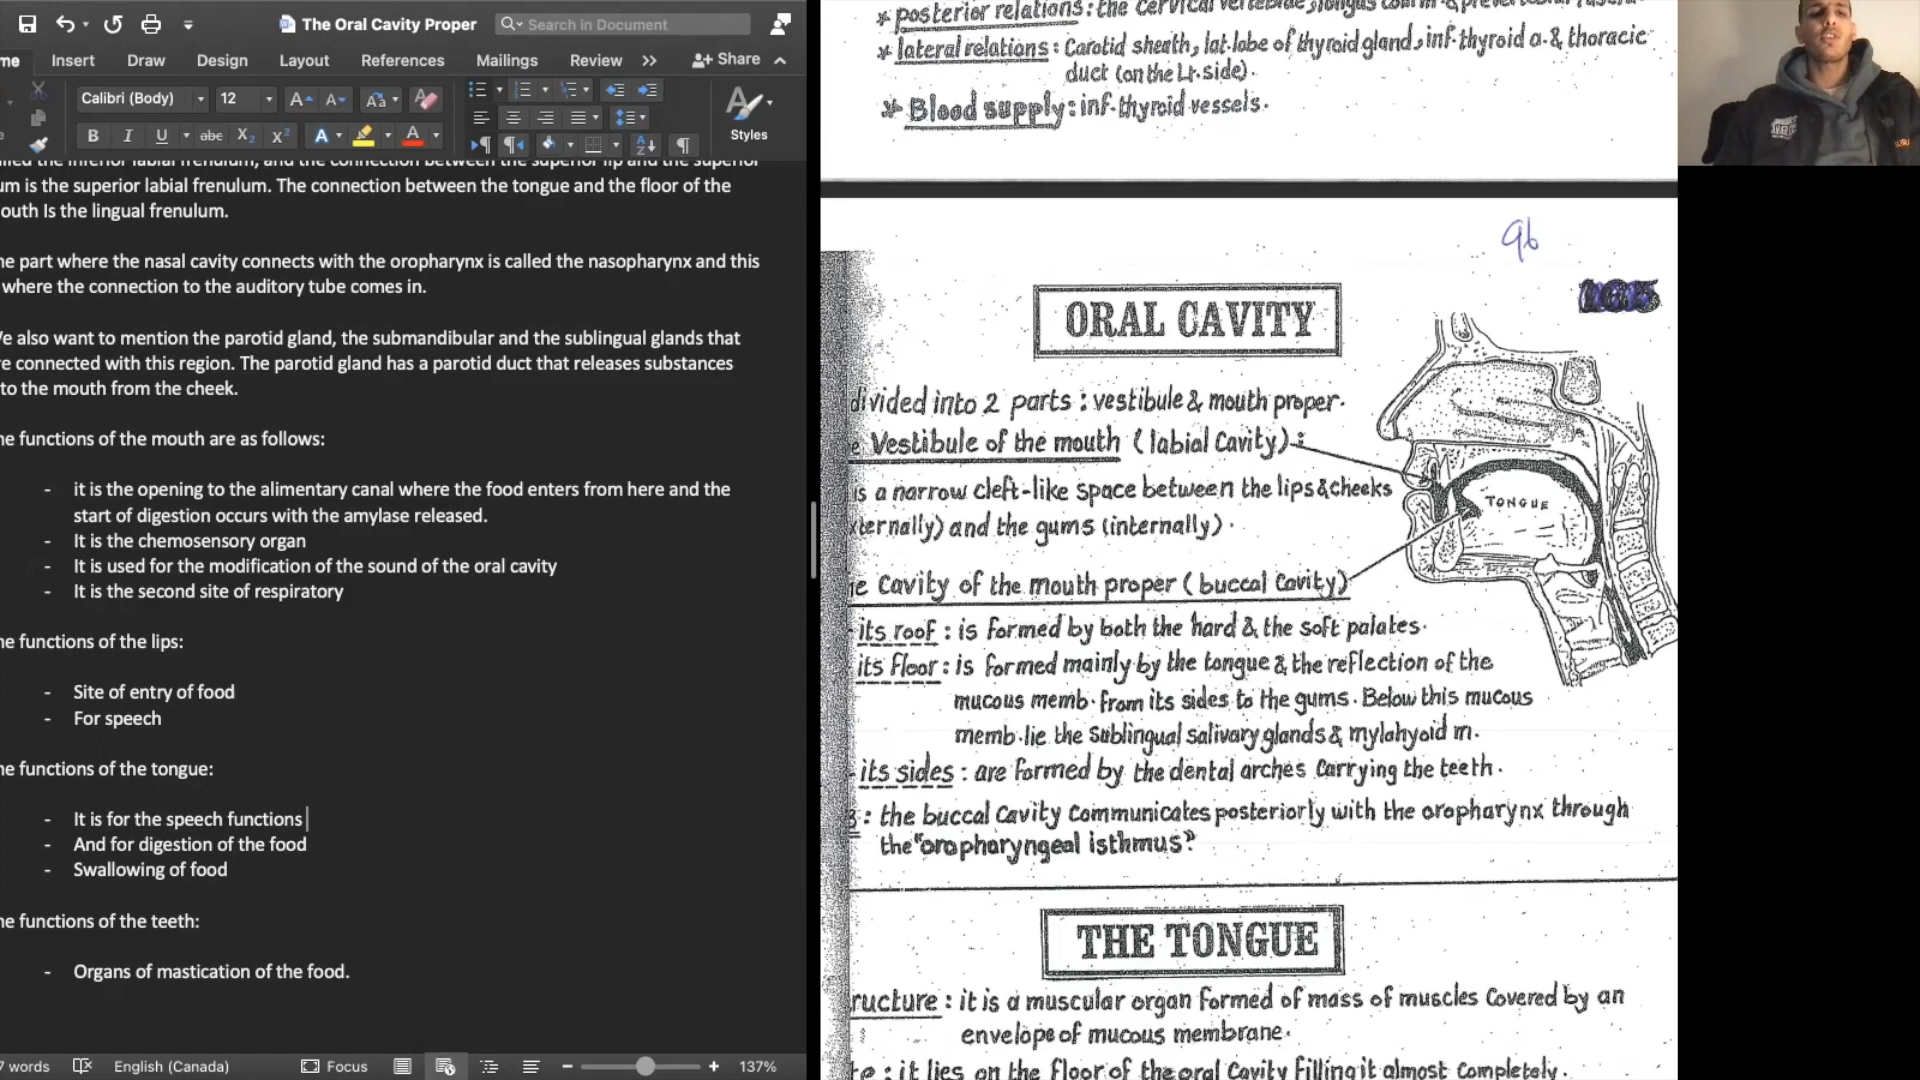 The Oral Cavity Proper
Search in Document
Insert Draw Design Layout References Mailings Review >> Share
Calibri (Body) 12
Styles
um is the superior labial frenulum. The connection between the tongue and the floor of the
outh Is the lingual frenulum.
he part where the nasal cavity connects with the oropharynx is called the nasopharynx and this
where the connection to the auditory tube comes in.
e also want to mention the parotid gland, the submandibular and the sublingual glands that
e connected with this region. The parotid gland has a parotid duct that releases substances
to the mouth from the cheek.
he functions of the mouth are as follows:
- it is the opening to the alimentary canal where the food enters from here and the
start of digestion occurs with the amylase released.
- It is the chemosensory organ
- It is used for the modification of the sound of the oral cavity
- It is the second site of respiratory
he functions of the lips:
- Site of entry of food
- For speech
he functions of the tongue:
- It is for the speech functions
- And for digestion of the food
- Swallowing of food
he functions of the teeth:
- Organs of mastication of the food.
7 words English (Canada) Focus 137%
* posterior relations: the cervical vertebrae,
* lateral relations: Carotid sheath, lat. lobe of thyroid gland, inf. thyroid a. & thoracic
duct (on the Lt. side).
* Blood supply: inf. thyroid vessels.
96
105
ORAL CAVITY
divided into 2 parts: vestibule & mouth proper.
e Vestibule of the mouth (labial cavity):
is a narrow cleft-like space between the lips & cheeks
xternally) and the gums (internally).
TONGUE
he Cavity of the mouth proper (buccal cavity)
- its roof: is formed by both the hard & the soft palates.
its Floor: is formed mainly by the tongue & the reflection of the
mucous memb. from its sides to the gums. Below this mucous
memb. lie the sublingual salivary glands & mylohyoid m.
- its sides: are formed by the dental arches carrying the teeth.
B: the buccal cavity communicates posteriorly with the oropharynx through
the "oropharyngeal isthmus".
THE TONGUE
ructure: it is a muscular organ formed of mass of muscles covered by an
envelope of mucous membrane.
te: it lies on the floor of the oral cavity filling it almost completely.